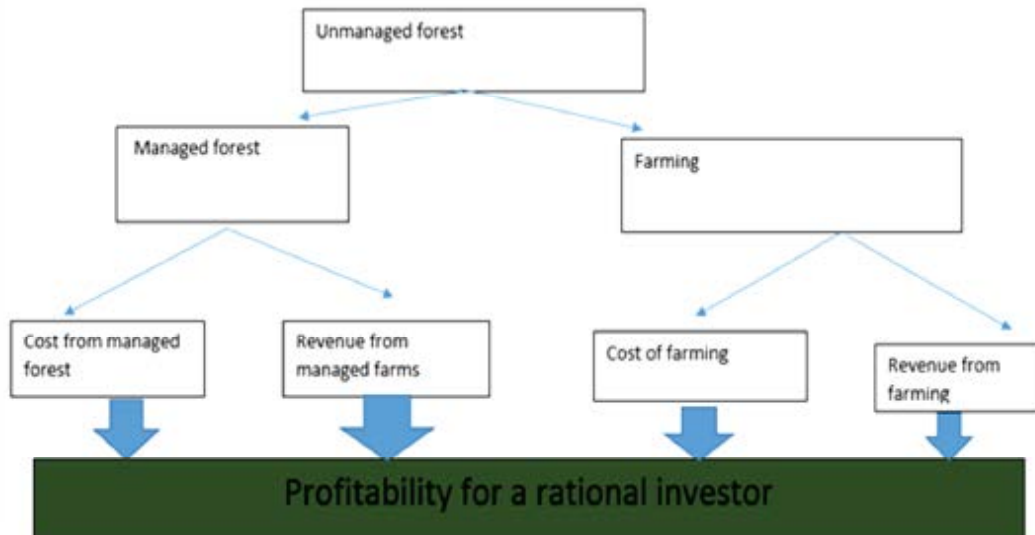 Unmanaged forest
Managed forest
Farming
Cost from managed
forest
Revenue from
managed farms
Cost of farming
Revenue from
farming
Profitability for a rational investor